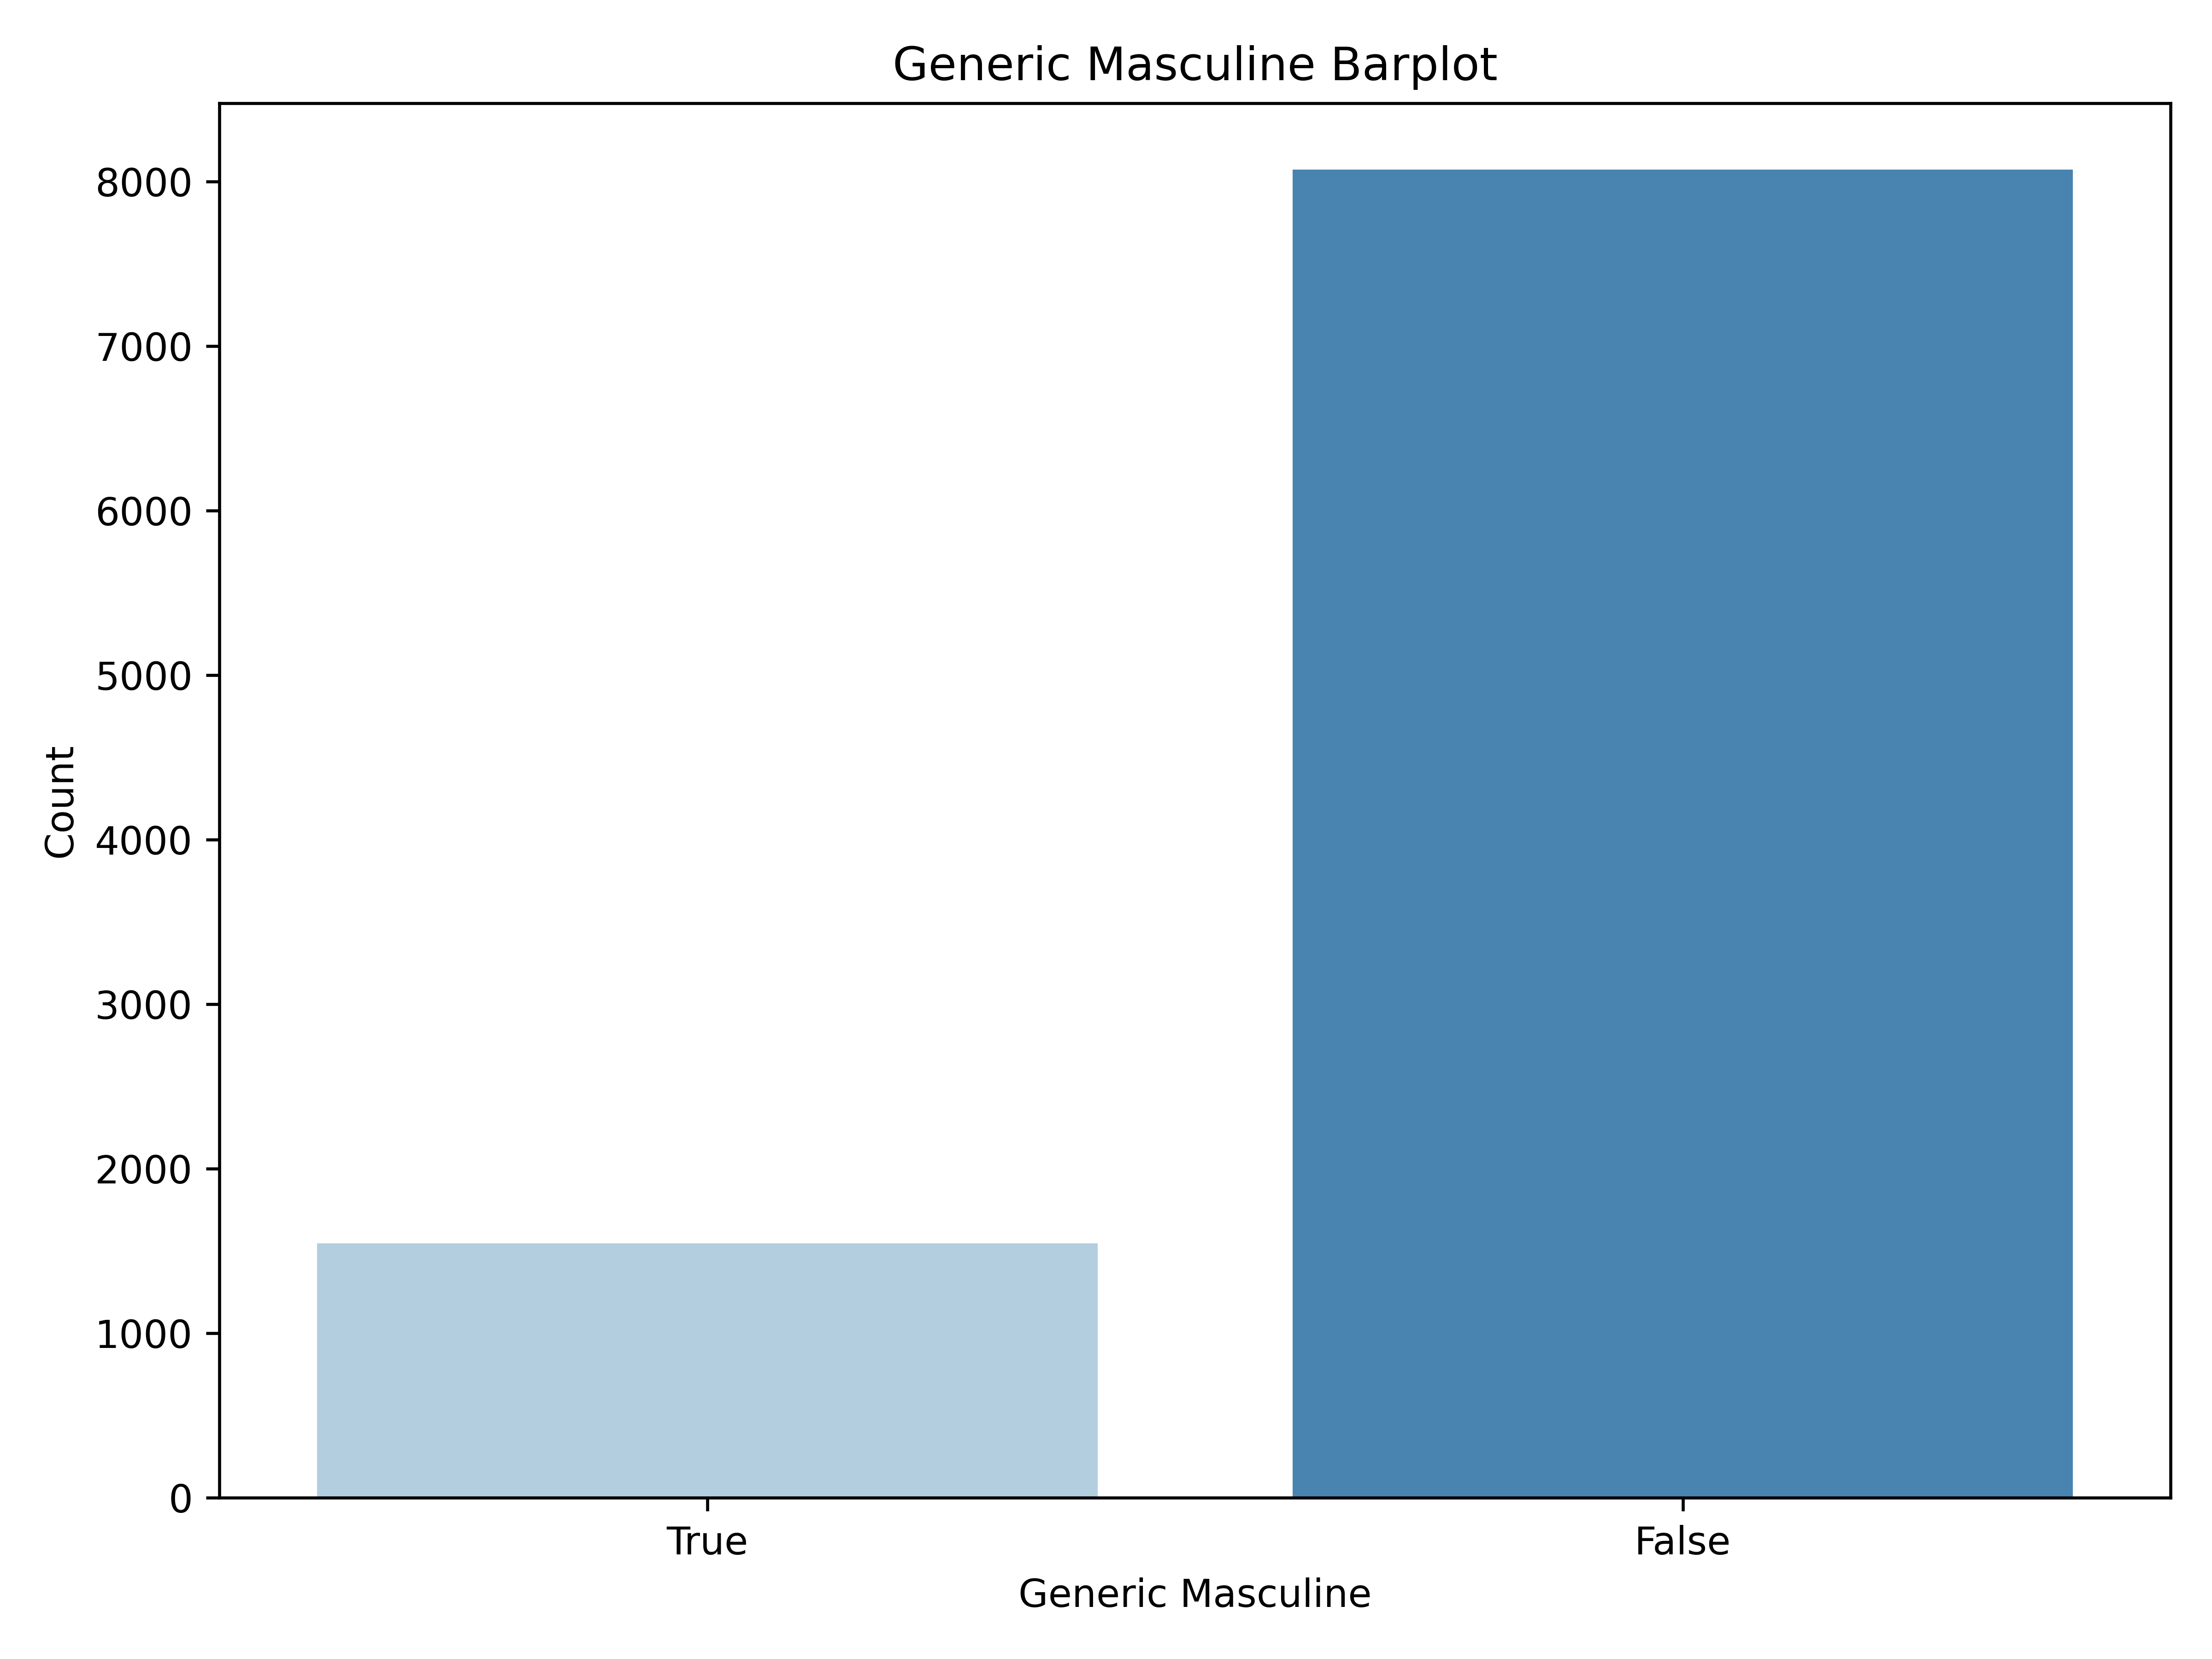 Generic Masculine Barplot
8000
7000
6000
5000
4000
3000
2000
1000
0
Count
True
False
Generic Masculine